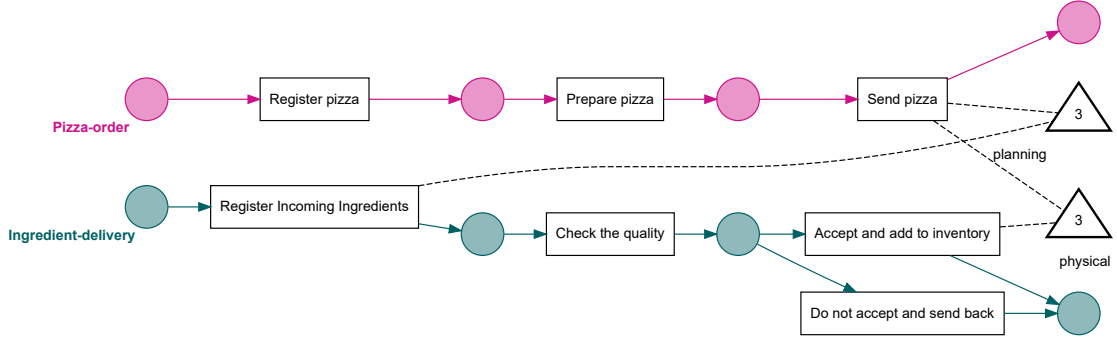 Register pizza
Prepare pizza
Send pizza
3
Pizza-order
planning
Register Incoming Ingredients
3
Ingredient-delivery
Check the quality
Accept and add to inventory
physical
Do not accept and send back